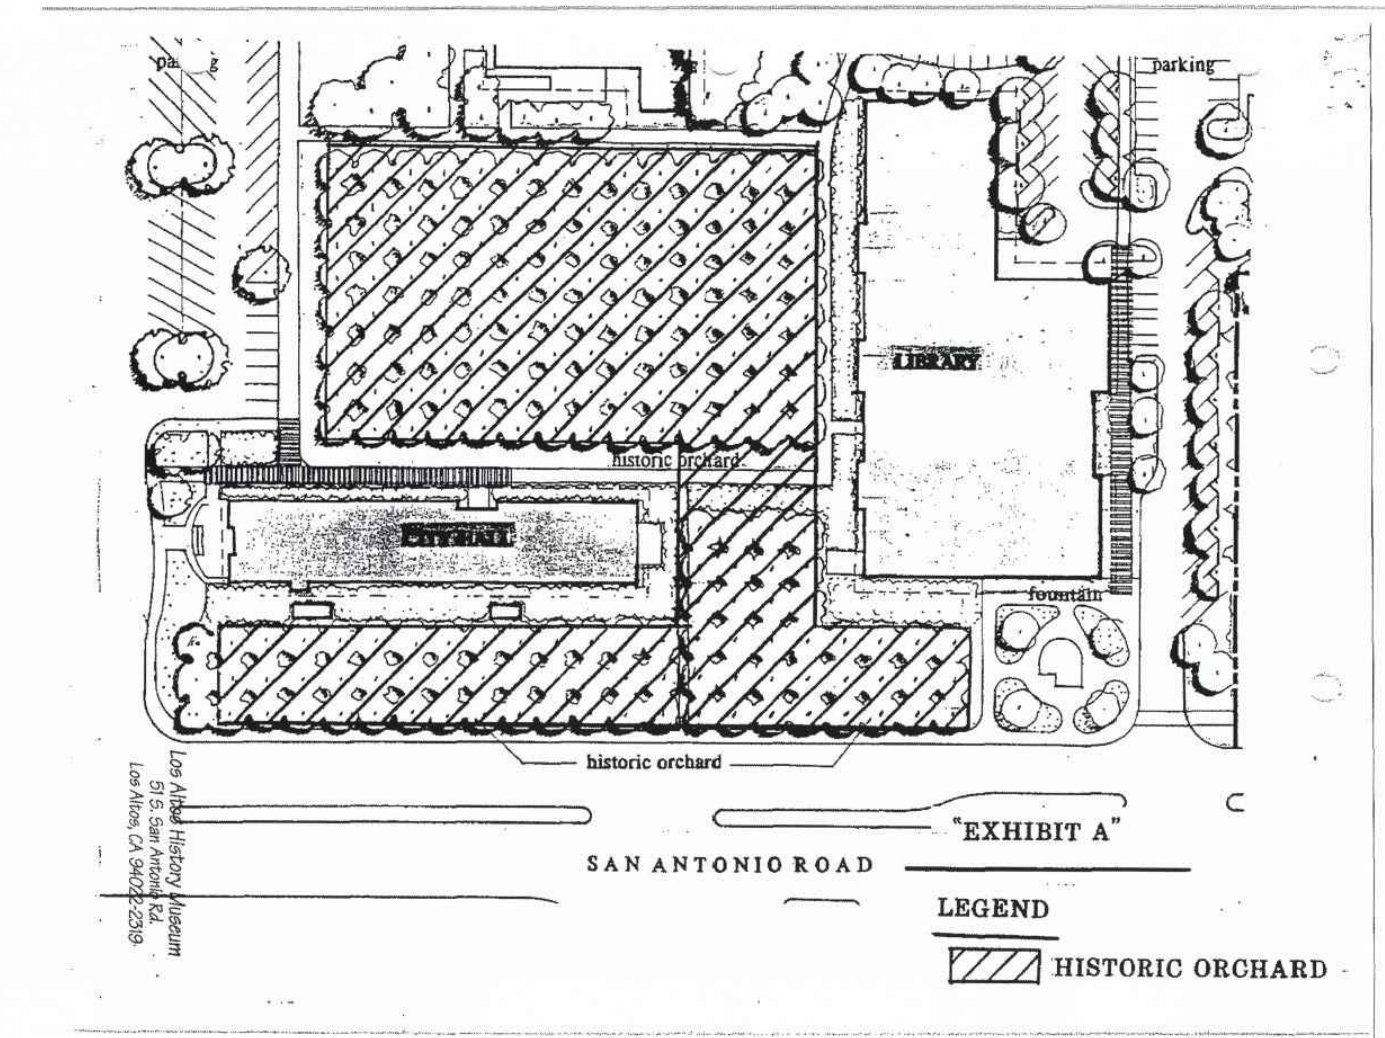 parking
parking
LIBRARY
historic orchard
CITY HALL
fountain
historic orchard
Los Altos History Museum
51 S. San Antonio Rd.
Los Altos, CA 94022-2319
"EXHIBIT A"
SAN ANTONIO ROAD
LEGEND
HISTORIC ORCHARD